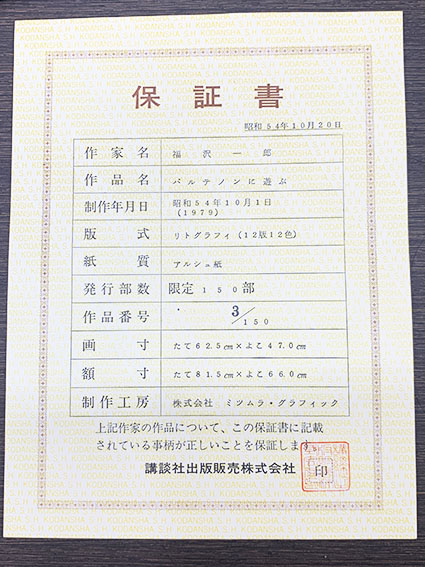 保証書
昭和54年10月20日
作家名 福沢一郎
作品名 パルテノンに遊ぶ
制作年月日 昭和54年10月1日
(1979)
版式 リトグラフィ(12版12色)
紙質 アルシュ紙
発行部数 限定150部
作品番号 3/150
画寸 たて62.5㎝×よこ47.0㎝
額寸 たて81.5㎝×よこ66.0㎝
制作工房 株式会社 ミツムラ・グラフィック
上記作家の作品について、この保証書に記載
されている事柄が正しいことを保証します。
講談社出版販売株式会社
印